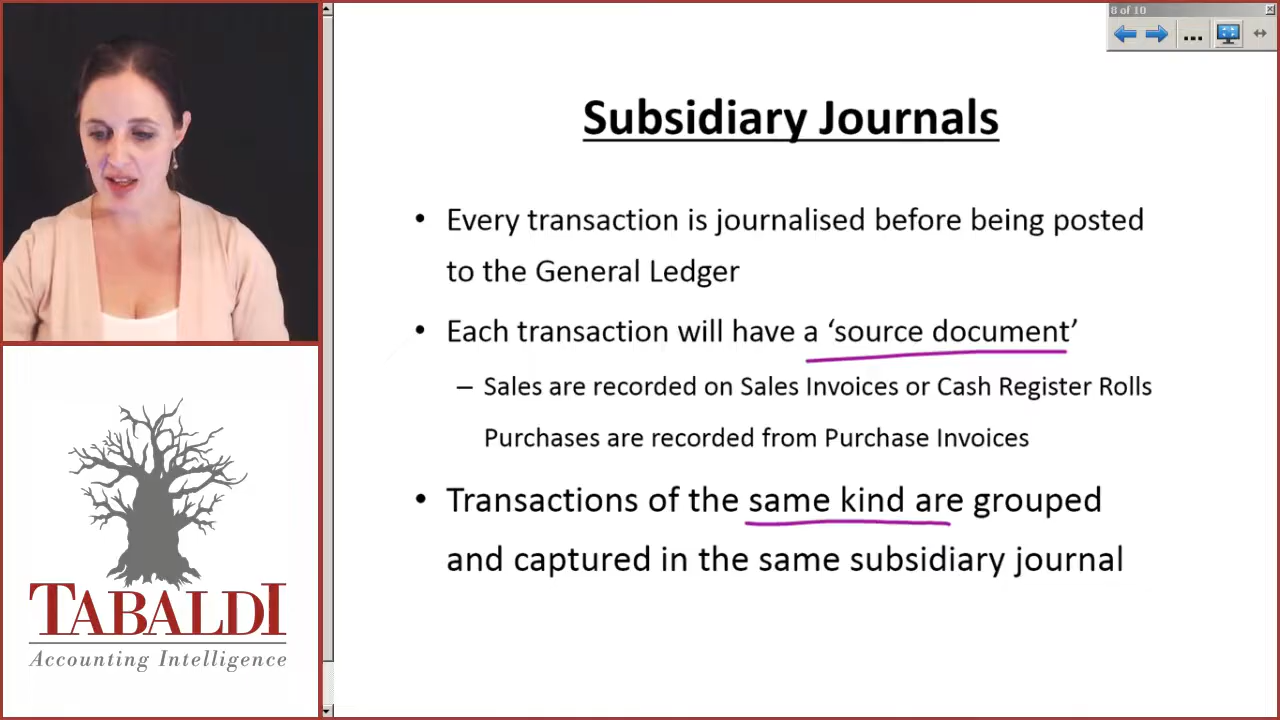 8 of 10
Subsidiary Journals
• Every transaction is journalised before being posted
to the General Ledger
• Each transaction will have a ‘source document’
– Sales are recorded on Sales Invoices or Cash Register Rolls
Purchases are recorded from Purchase Invoices
• Transactions of the same kind are grouped
and captured in the same subsidiary journal
TABALDI
Accounting Intelligence